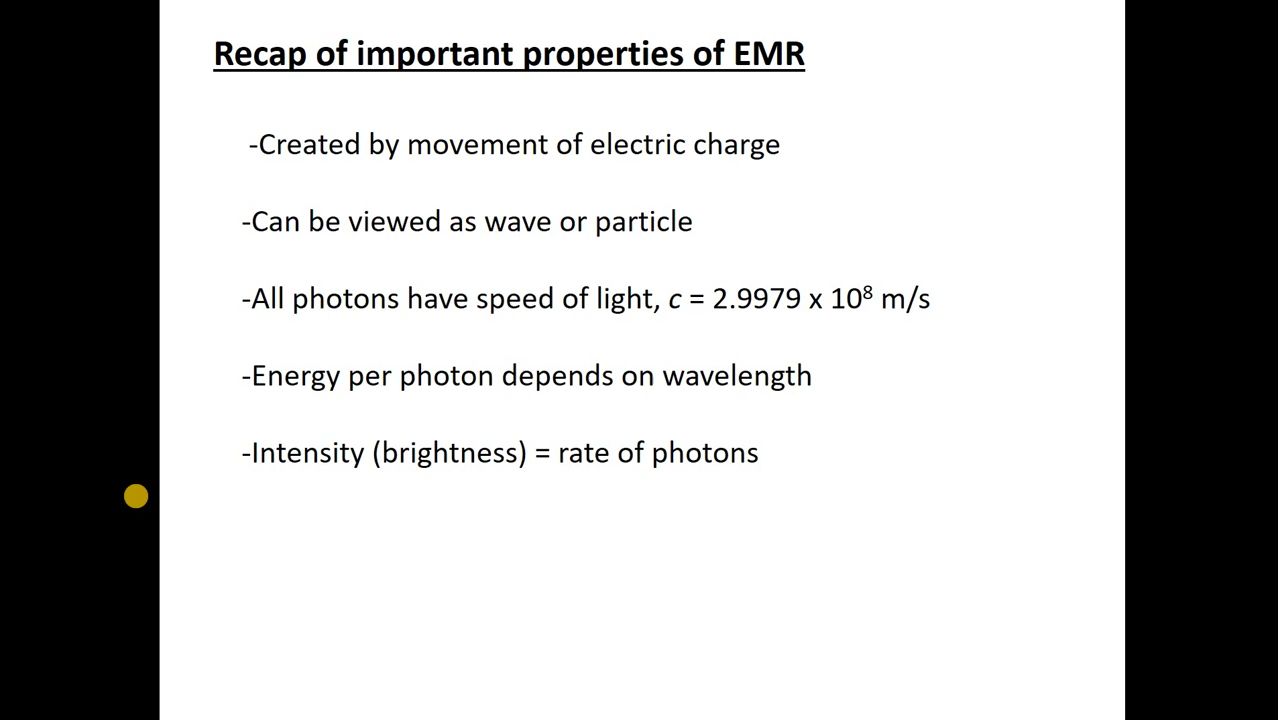 Recap of important properties of EMR
-Created by movement of electric charge
-Can be viewed as wave or particle
-All photons have speed of light, c = 2.9979 x 10⁸ m/s
-Energy per photon depends on wavelength
-Intensity (brightness) = rate of photons